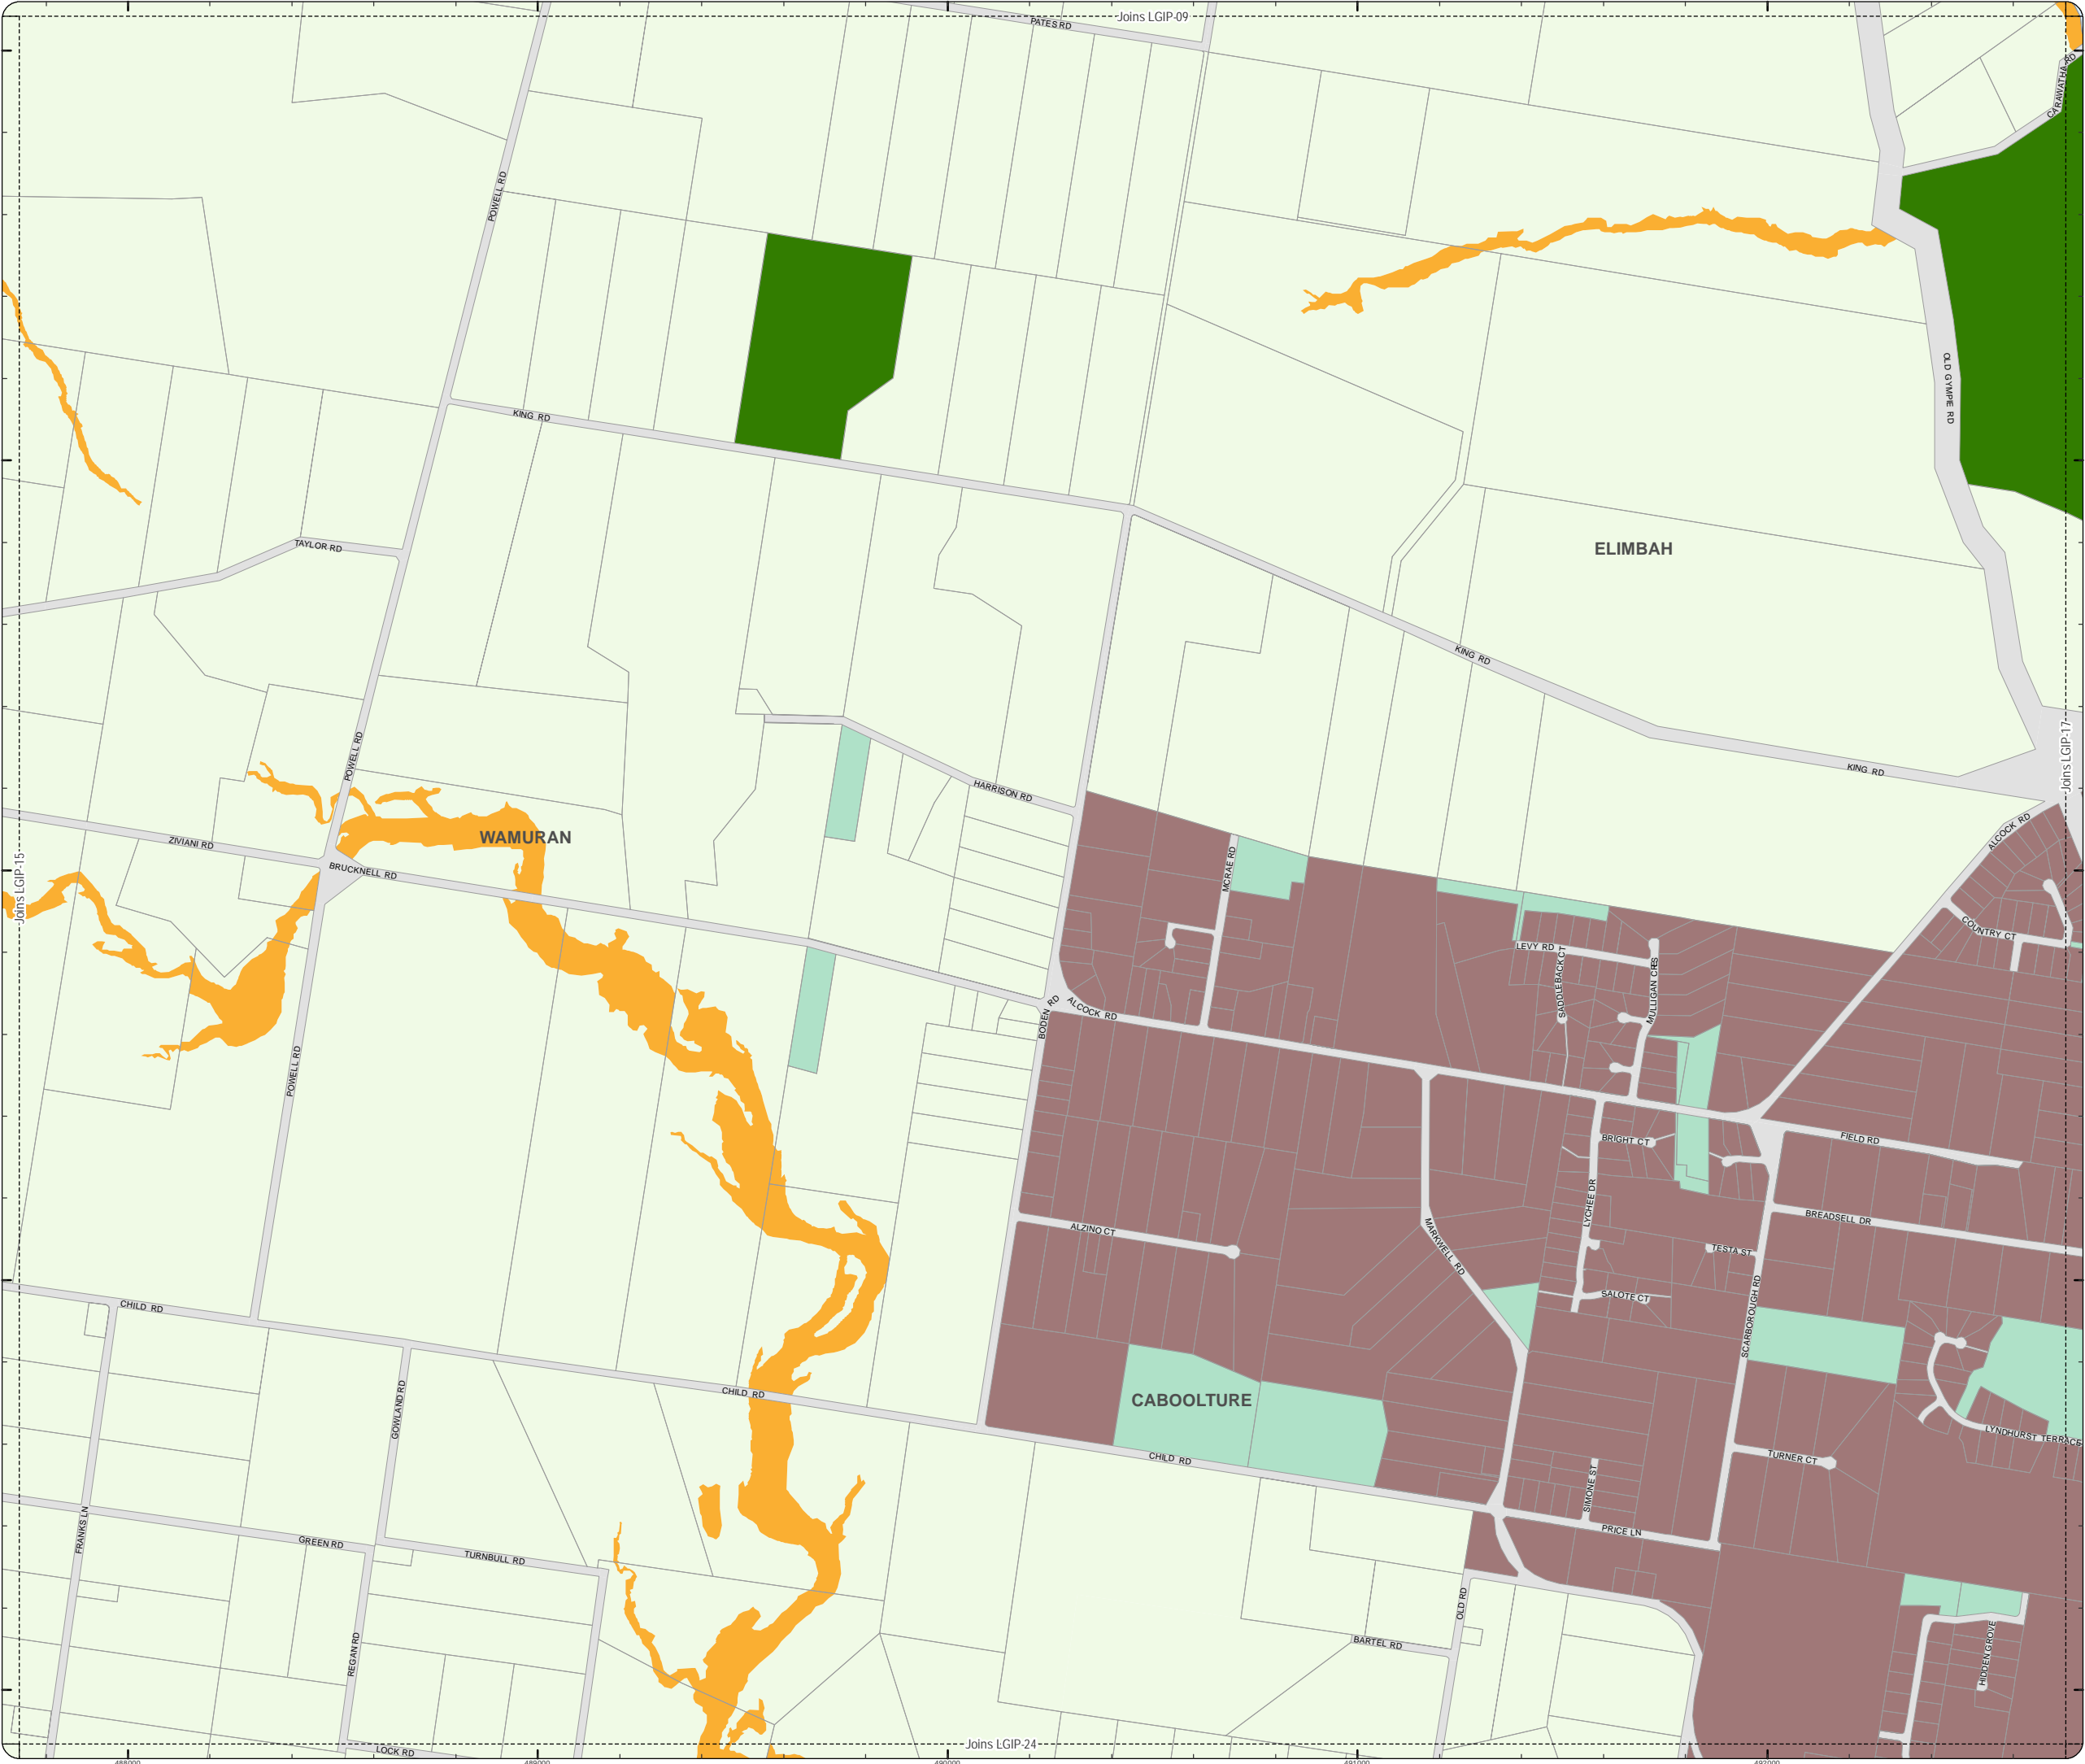 Joins LGIP-09
PATES RD
CARAWATHA RD
POWELL RD
OLD GYMPIE RD
KING RD
TAYLOR RD
ELIMBAH
KING RD
POWELL RD
KING RD
Joins LGIP-17
HARRISON RD
WAMURAN
ALCOCK RD
ZIVIANI RD
BRUCKNELL RD
MCRAE RD
Joins LGIP-15
COUNTRY CT
LEVY RD
SADDLEBACK CT
MULLIGAN CRES
BODEN RD
ALCOCK RD
POWELL RD
BRIGHT CT
FIELD RD
LYCHEE DR
BREADSELL DR
ALZINO CT
MARKWELL RD
TESTA ST
SALOTE CT
SCARBOROUGH RD
CHILD RD
CHILD RD
CABOOLTURE
GOWLAND RD
LYNDHURST TERRACE
CHILD RD
TURNER CT
SIMONE ST
FRANKS LN
GREEN RD
TURNBULL RD
PRICE LN
OLD RD
BARTEL RD
HIDDEN GROVE
REGAN RD
LOCK RD
Joins LGIP-24
488000
489000
490000
491000
492000